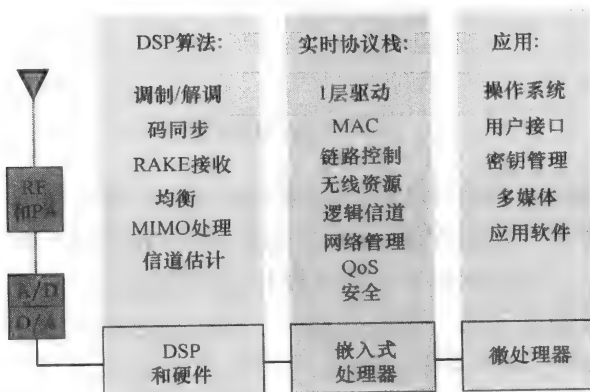 DSP算法:
调制/解调
码同步
RAKE接收
均衡
MIMO处理
信道估计
实时协议栈:
1层驱动
MAC
链路控制
无线资源
逻辑信道
网络管理
QoS
安全
应用:
操作系统
用户接口
密钥管理
多媒体
应用软件
RF
和PA
A/D
D/A
DSP
和硬件
嵌入式
处理器
微处理器